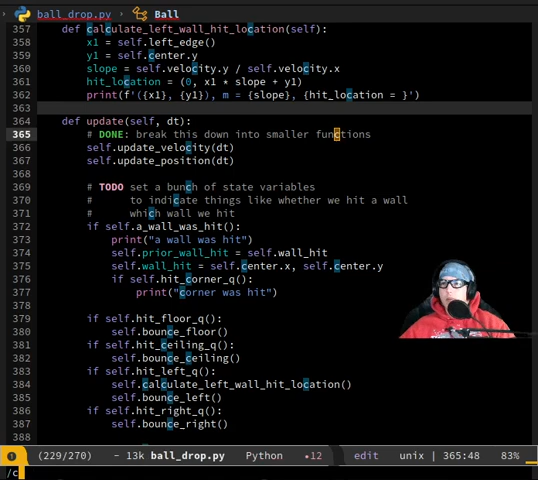 ball_drop.py › Ball
357 def calculate_left_wall_hit_location(self):
358 x1 = self.left_edge()
359 y1 = self.center.y
360 slope = self.velocity.y / self.velocity.x
361 hit_location = (0, x1 * slope + y1)
362 print(f'({x1}, {y1}), m = {slope}, {hit_location = }')
363
364 def update(self, dt):
365 # DONE: break this down into smaller functions
366 self.update_velocity(dt)
367 self.update_position(dt)
368
369 # TODO set a bunch of state variables
370 # to indicate things like whether we hit a wall
371 # which wall we hit
372 if self.a_wall_was_hit():
373 print("a wall was hit")
374 self.prior_wall_hit = self.wall_hit
375 self.wall_hit = self.center.x, self.center.y
376 if self.hit_corner_q():
377 print("corner was hit")
378
379 if self.hit_floor_q():
380 self.bounce_floor()
381 if self.hit_ceiling_q():
382 self.bounce_ceiling()
383 if self.hit_left_q():
384 self.calculate_left_wall_hit_location()
385 self.bounce_left()
386 if self.hit_right_q():
387 self.bounce_right()
388
1 (229/270) - 13k ball_drop.py Python •12 edit unix | 365:48 83%
/c